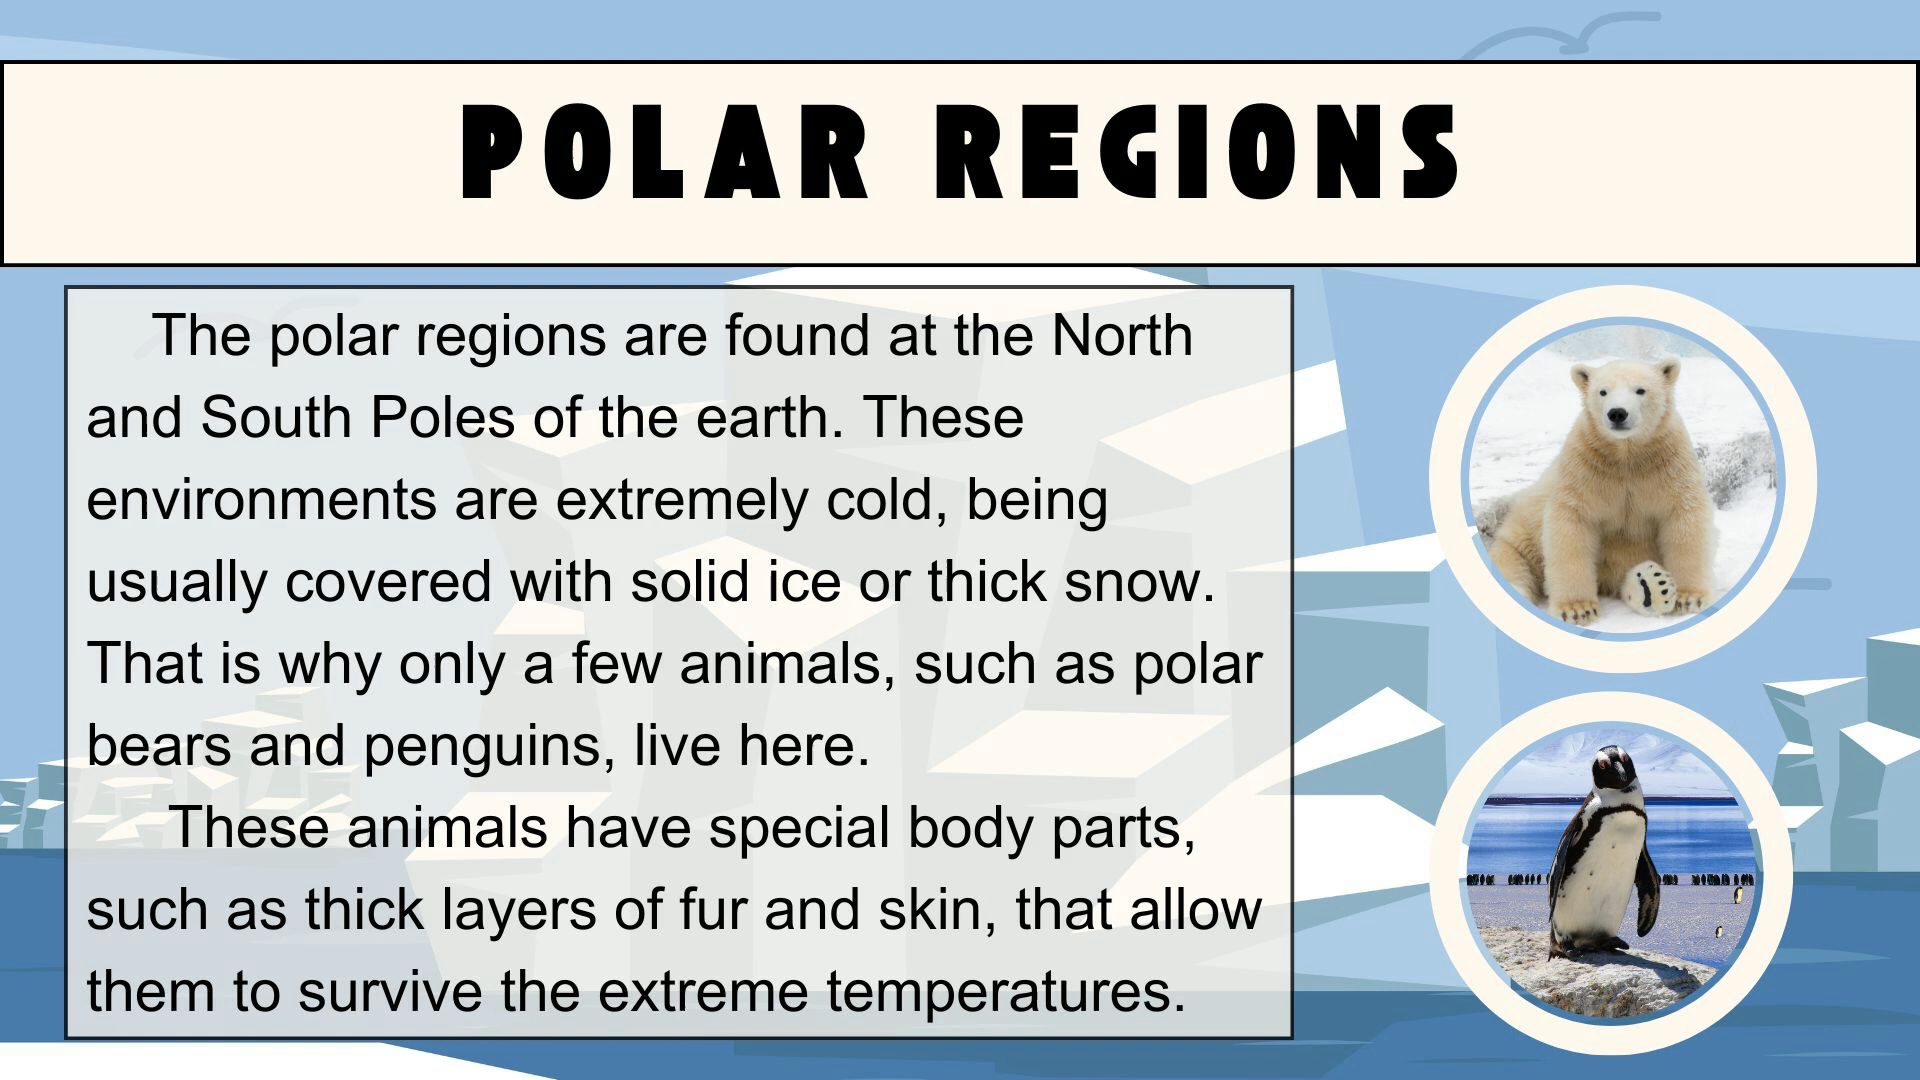 POLAR REGIONS
The polar regions are found at the North
and South Poles of the earth. These
environments are extremely cold, being
usually covered with solid ice or thick snow.
That is why only a few animals, such as polar
bears and penguins, live here.
These animals have special body parts,
such as thick layers of fur and skin, that allow
them to survive the extreme temperatures.